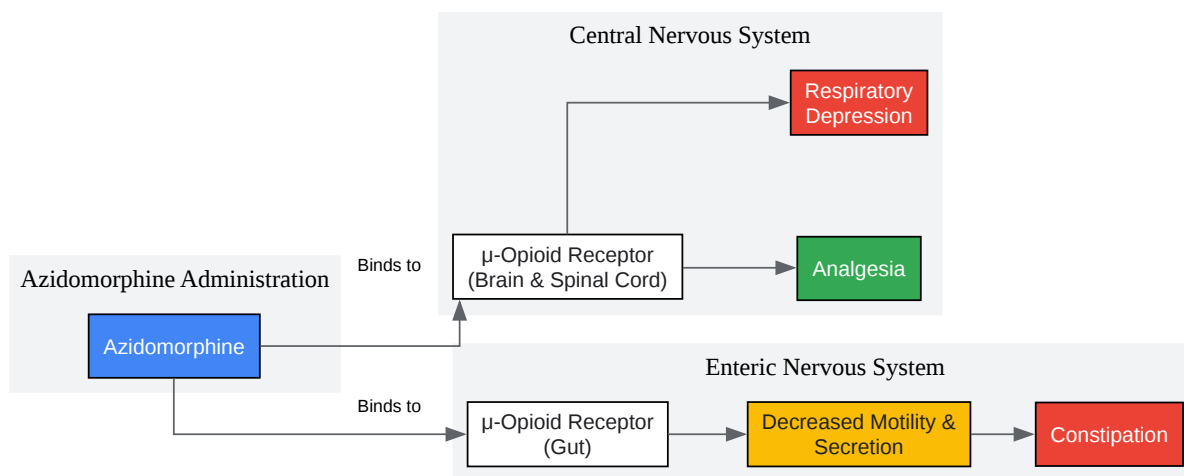 Central Nervous System
Respiratory
Depression
Binds to
μ-Opioid Receptor
(Brain & Spinal Cord)
Analgesia
Azidomorphine Administration
Azidomorphine
Enteric Nervous System
Binds to
μ-Opioid Receptor
(Gut)
Decreased Motility &
Secretion
Constipation